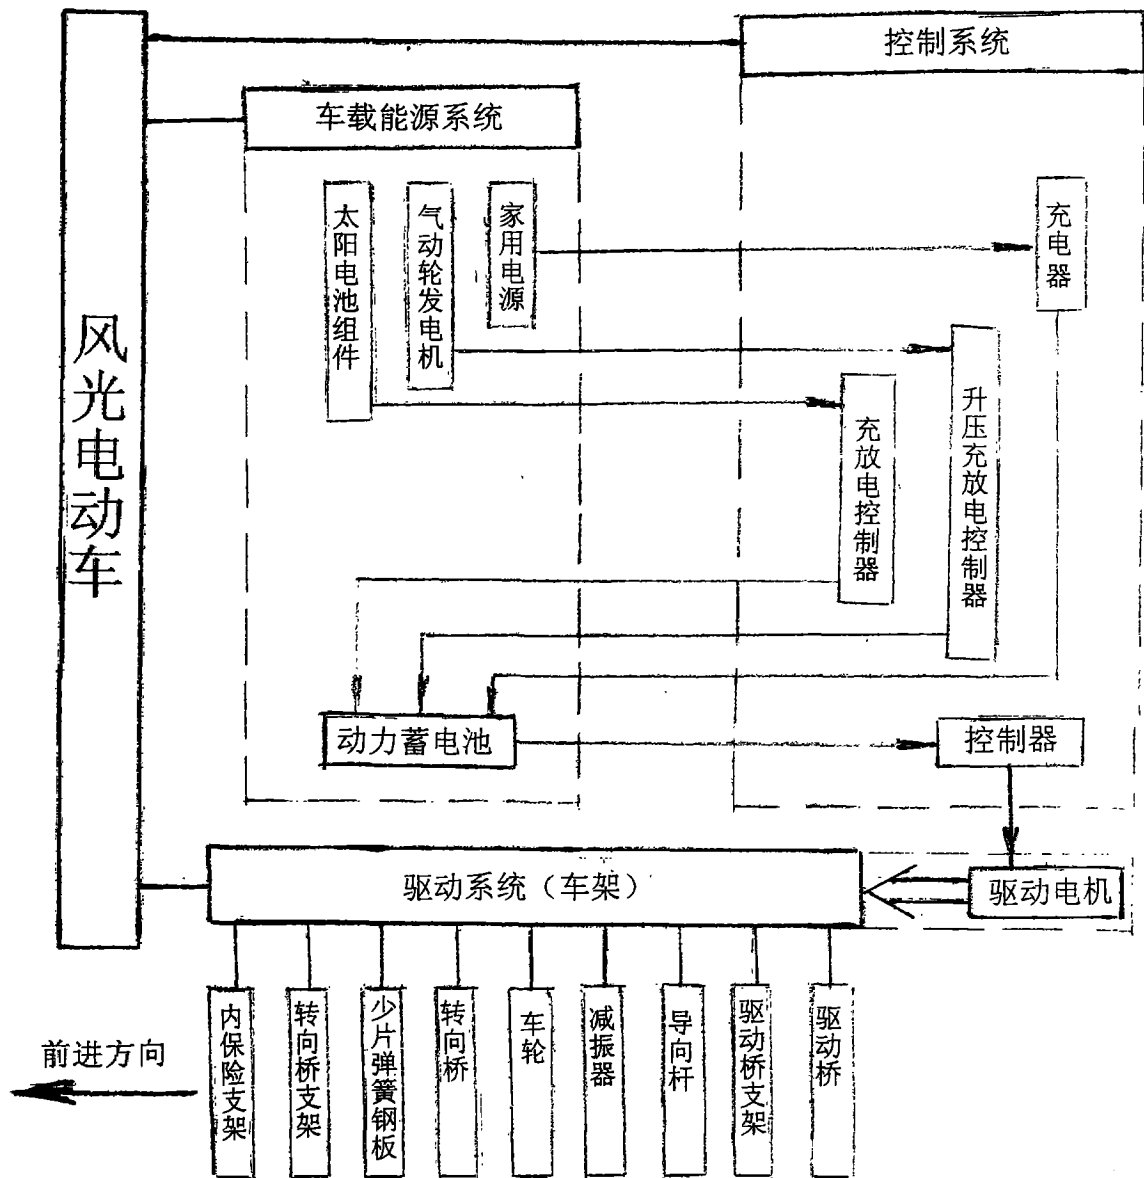 控制系统
车载能源系统
风光电动车
太阳电池组件
气动轮发电机
家用电源
充电器
充放电控制器
升压充放电控制器
动力蓄电池
控制器
驱动系统（车架）
驱动电机
内保险支架
转向桥支架
少片弹簧钢板
转向桥
车轮
减振器
导向杆
驱动桥支架
驱动桥
前进方向